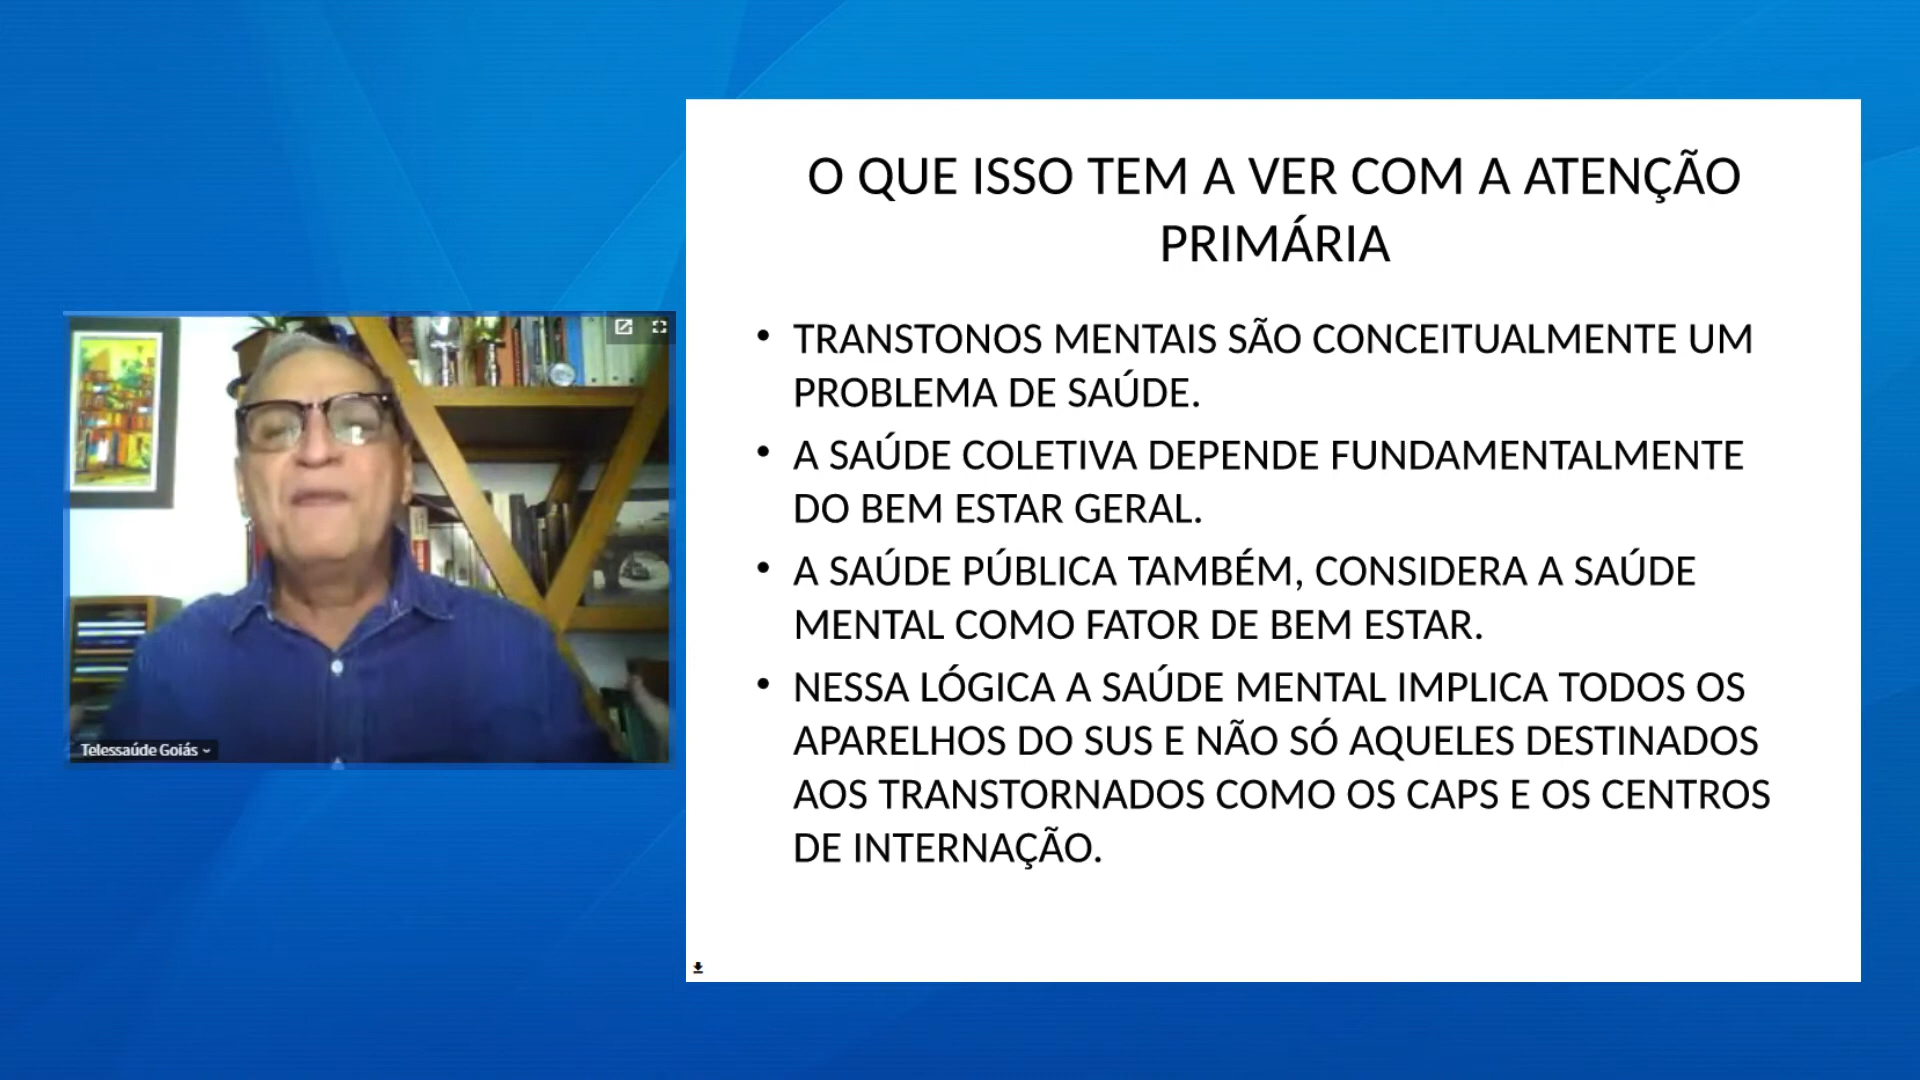 O QUE ISSO TEM A VER COM A ATENÇÃO
PRIMÁRIA
• TRANSTONOS MENTAIS SÃO CONCEITUALMENTE UM
PROBLEMA DE SAÚDE.
• A SAÚDE COLETIVA DEPENDE FUNDAMENTALMENTE
DO BEM ESTAR GERAL.
• A SAÚDE PÚBLICA TAMBÉM, CONSIDERA A SAÚDE
MENTAL COMO FATOR DE BEM ESTAR.
• NESSA LÓGICA A SAÚDE MENTAL IMPLICA TODOS OS
APARELHOS DO SUS E NÃO SÓ AQUELES DESTINADOS
AOS TRANSTORNADOS COMO OS CAPS E OS CENTROS
DE INTERNAÇÃO.
Telessaúde Goiás